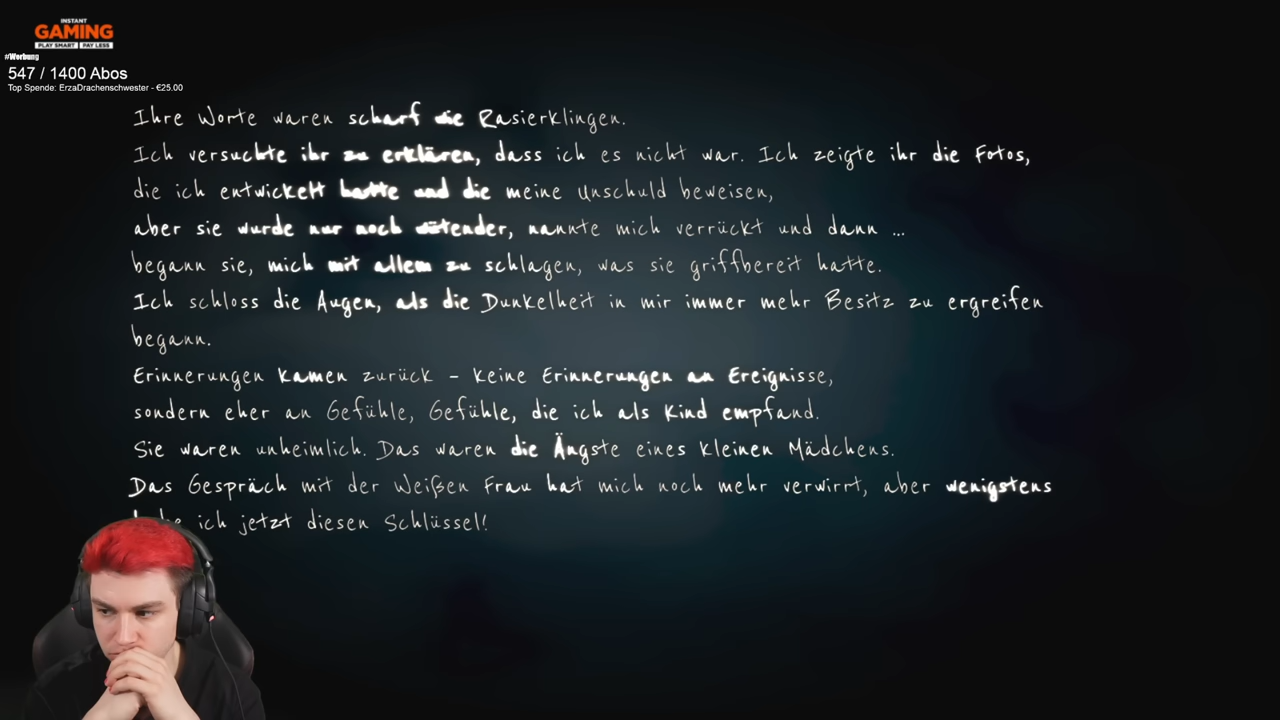 INSTANT
GAMING
PLAY SMART PAY LESS
#Werbung
547 / 1400 Abos
Top Spende: ErzaDrachenschwester - €25.00
Ihre Worte waren scharf wie Rasierklingen.
Ich versuchte ihr zu erklären, dass ich es nicht war. Ich zeigte ihr die Fotos,
die ich entwickelt hatte und die meine Unschuld beweisen,
aber sie wurde nur noch wütender, nannte mich verrückt und dann ...
begann sie, mich mit allem zu schlagen, was sie griffbereit hatte.
Ich schloss die Augen, als die Dunkelheit in mir immer mehr Besitz zu ergreifen
begann.
Erinnerungen kamen zurück - keine Erinnerungen an Ereignisse,
sondern eher an Gefühle, Gefühle, die ich als Kind empfand.
Sie waren unheimlich. Das waren die Ängste eines kleinen Mädchens.
Das Gespräch mit der Weißen Frau hat mich noch mehr verwirrt, aber wenigstens
habe ich jetzt diesen Schlüssel!